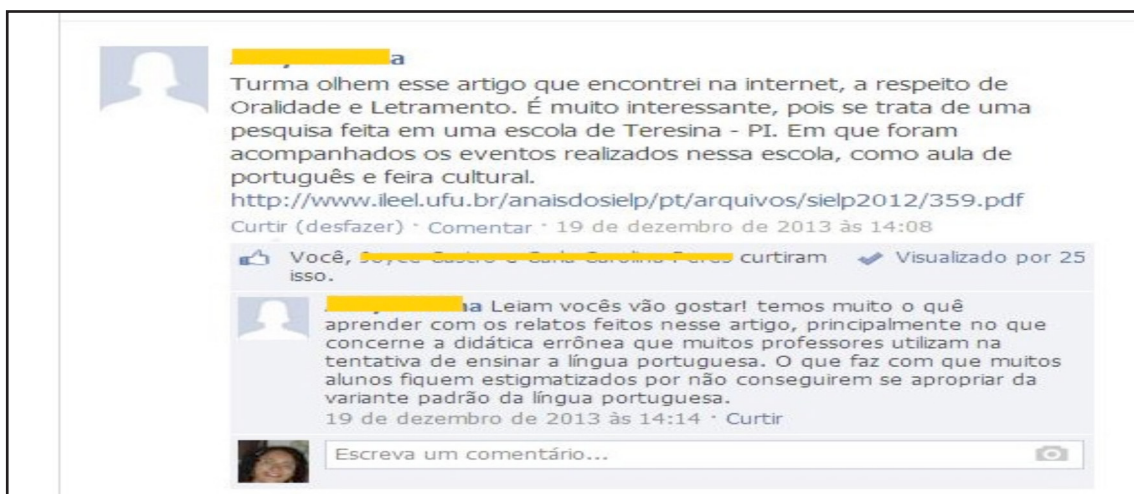 a
Turma olhem esse artigo que encontrei na internet, a respeito de
Oralidade e Letramento. É muito interessante, pois se trata de uma
pesquisa feita em uma escola de Teresina - PI. Em que foram
acompanhados os eventos realizados nessa escola, como aula de
português e feira cultural.
http://www.ileel.ufu.br/anaisdosielp/pt/arquivos/sielp2012/359.pdf
Curtir (desfazer) · Comentar · 19 de dezembro de 2013 às 14:08
Você, curtiram Visualizado por 25
isso.
na Leiam vocês vão gostar! temos muito o quê
aprender com os relatos feitos nesse artigo, principalmente no que
concerne a didática errônea que muitos professores utilizam na
tentativa de ensinar a língua portuguesa. O que faz com que muitos
alunos fiquem estigmatizados por não conseguirem se apropriar da
variante padrão da língua portuguesa.
19 de dezembro de 2013 às 14:14 · Curtir
Escreva um comentário...